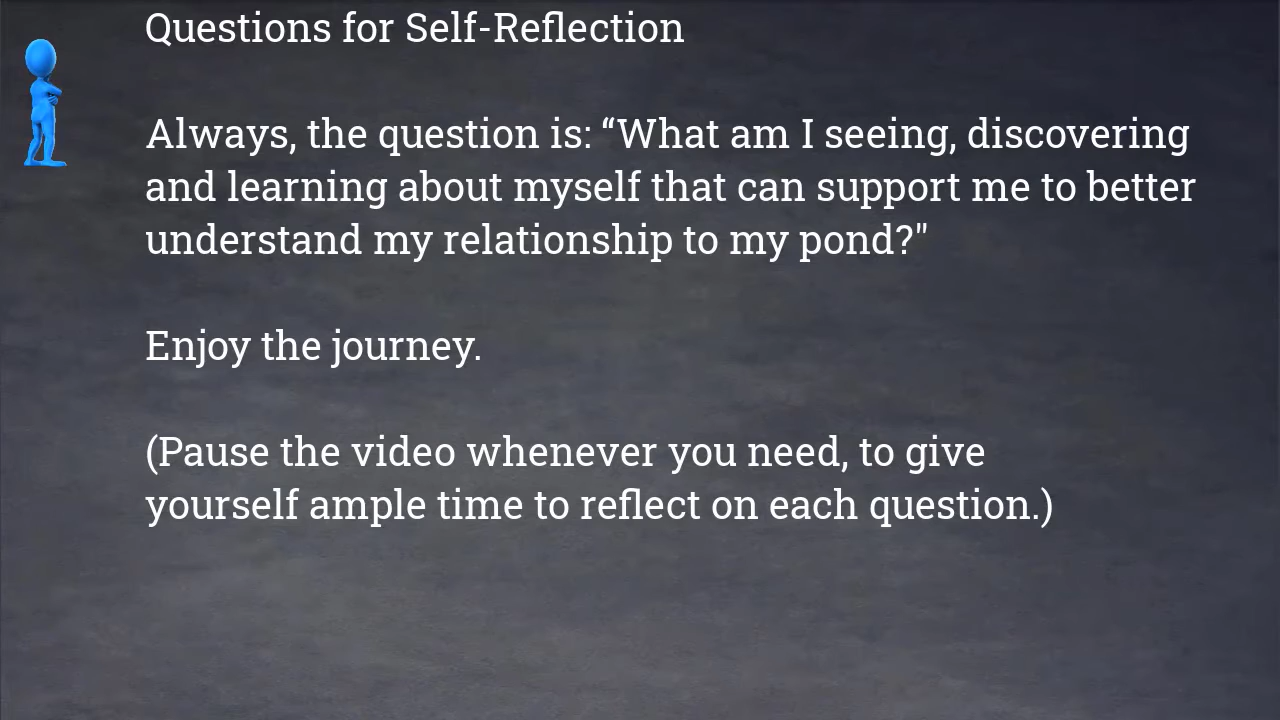 Questions for Self-Reflection
Always, the question is: “What am I seeing, discovering
and learning about myself that can support me to better
understand my relationship to my pond?"
Enjoy the journey.
(Pause the video whenever you need, to give
yourself ample time to reflect on each question.)